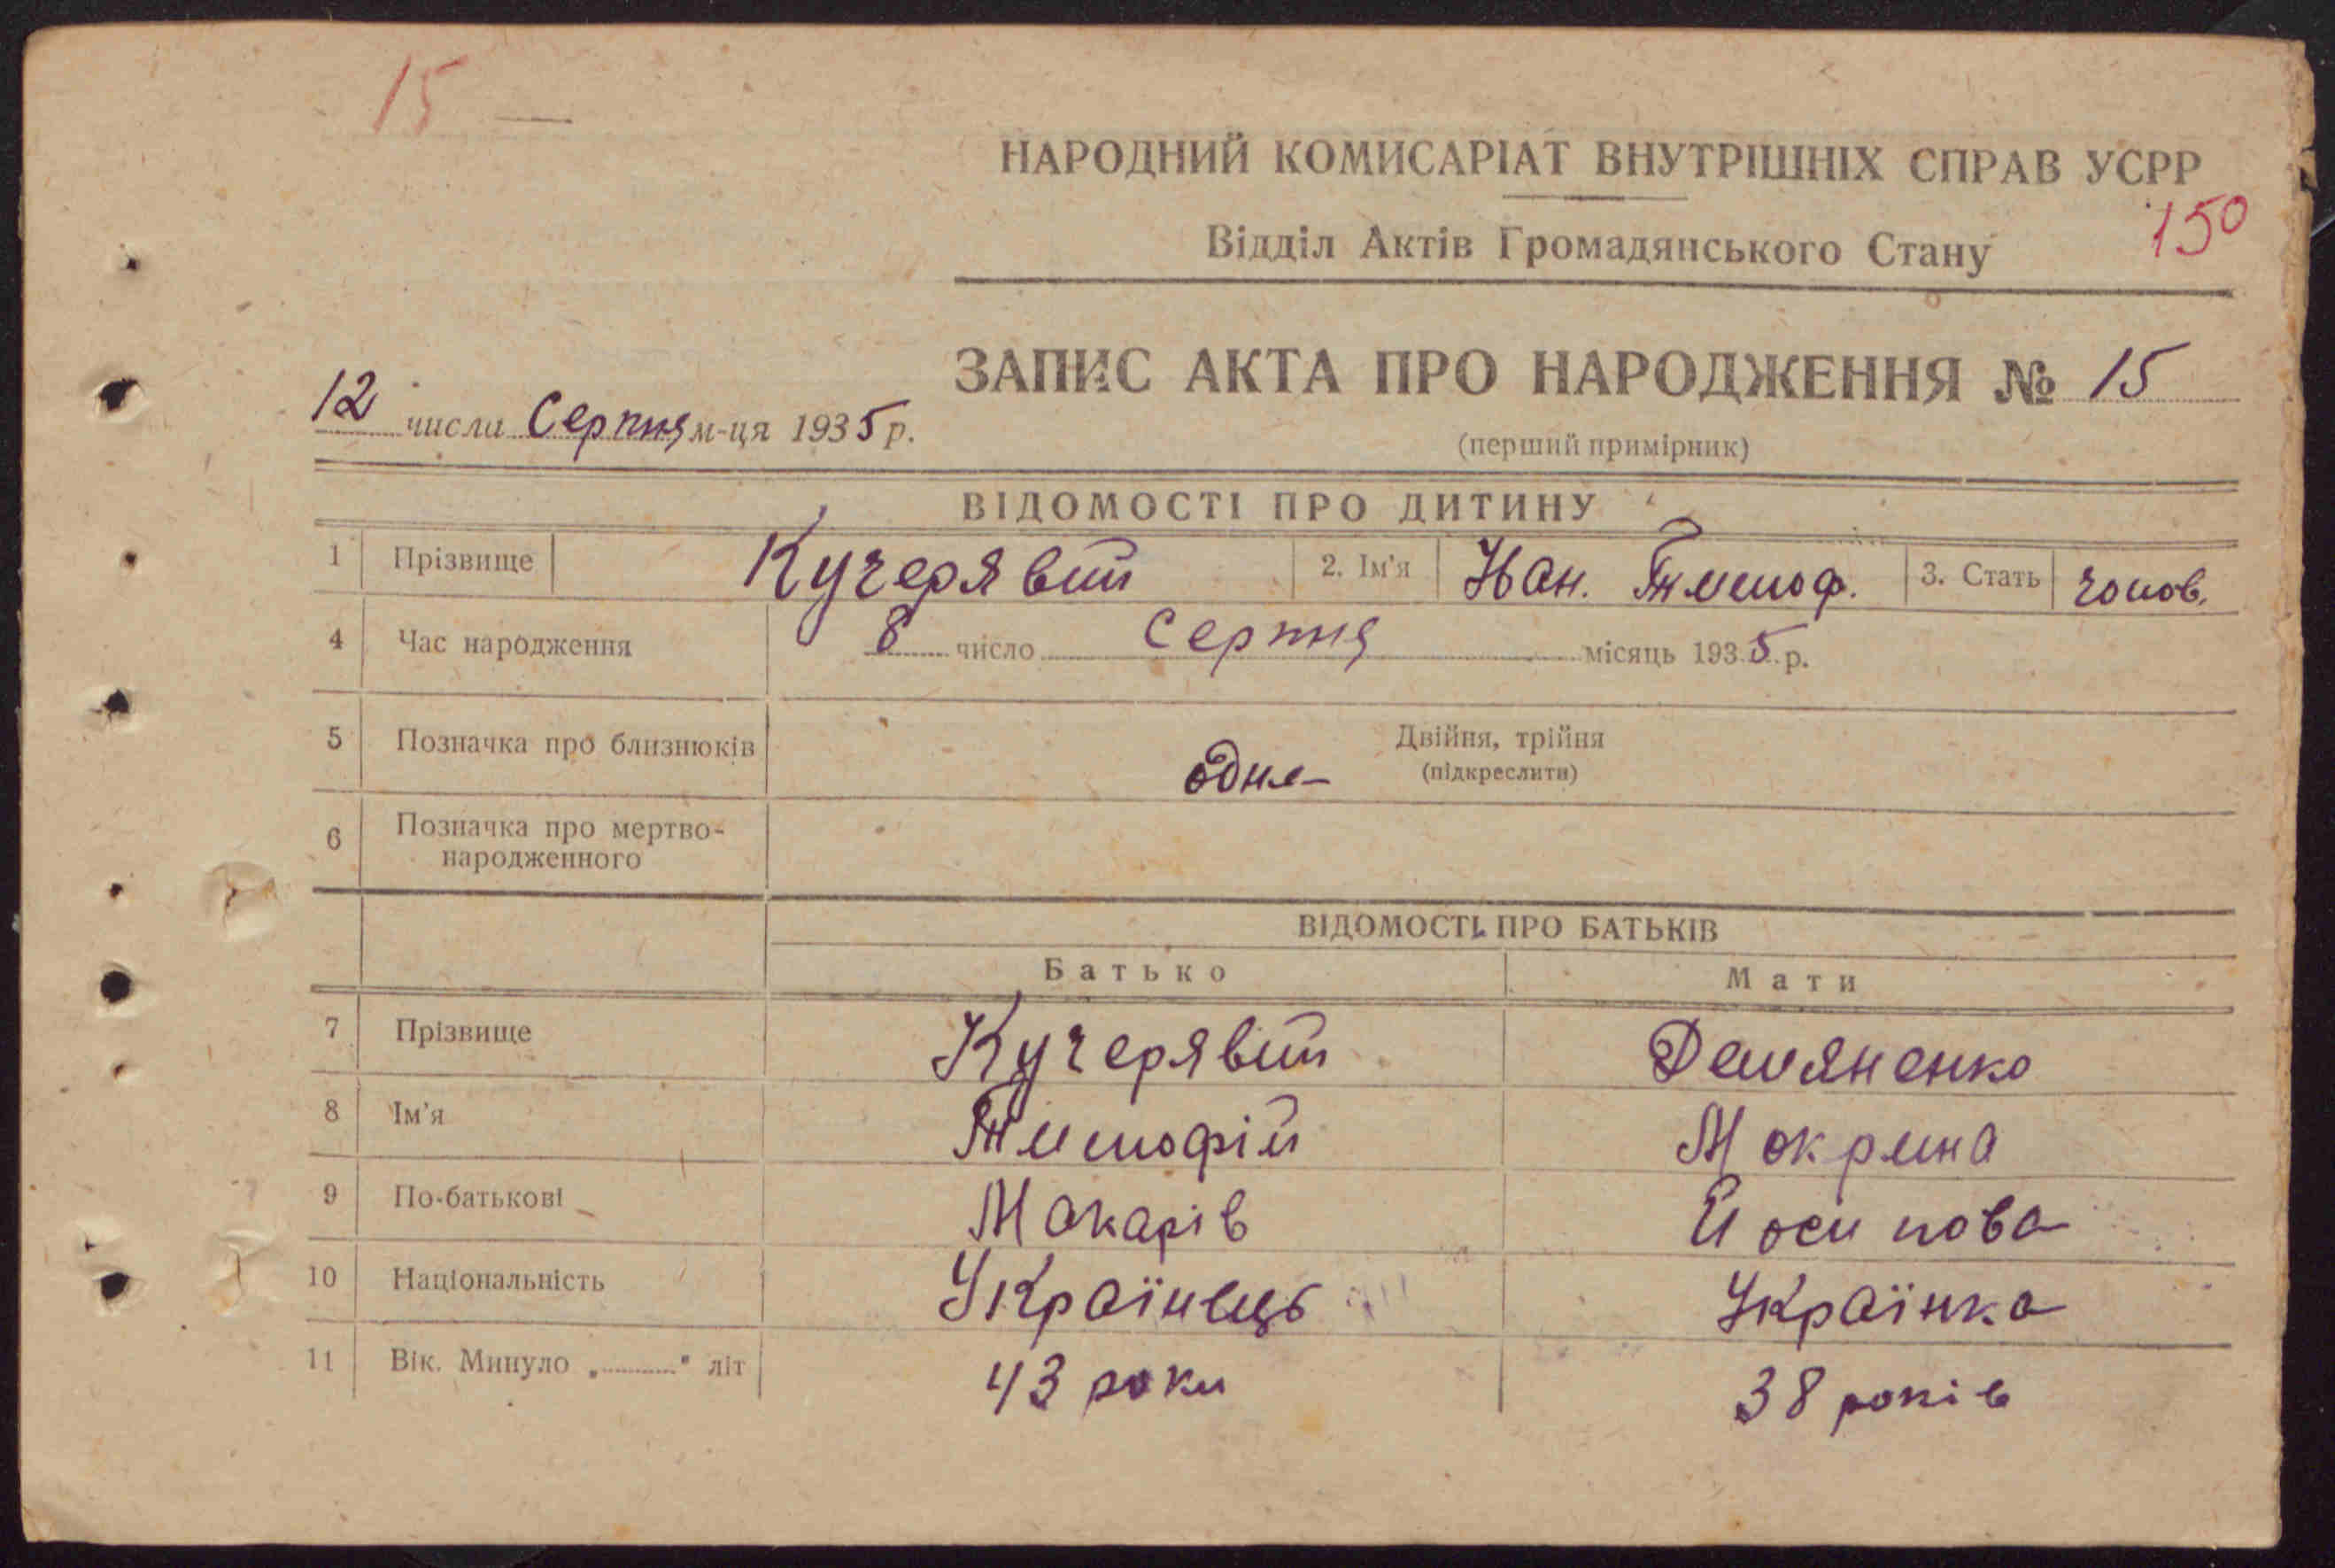 15
НАРОДНИЙ КОМИСАРІАТ ВНУТРІШНІХ СПРАВ УСРР
150
Відділ Актів Громадянського Стану
ЗАПИС АКТА ПРО НАРОДЖЕННЯ № 15
12 числа Серпня м-ця 1935 р.
(перший примірник)
ВІДОМОСТІ ПРО ДИТИНУ
1 Прізвище Кучерявий 2. Ім'я Іван. Тимоф. 3. Стать чолов.
4 Час народження 8 число Серпня місяць 1935 р.
5 Позначка про близнюків одне Двійня, трійня
(підкреслити)
6 Позначка про мертво-
народженного
ВІДОМОСТІ ПРО БАТЬКІВ
Батько Мати
7 Прізвище Кучерявий Демяненко
8 Ім'я Тимофій Мокрина
9 По-батькові Макарів Йосипова
10 Національність Українець Українка
11 Вік. Минуло „..........“ літ 43 роки 38 років